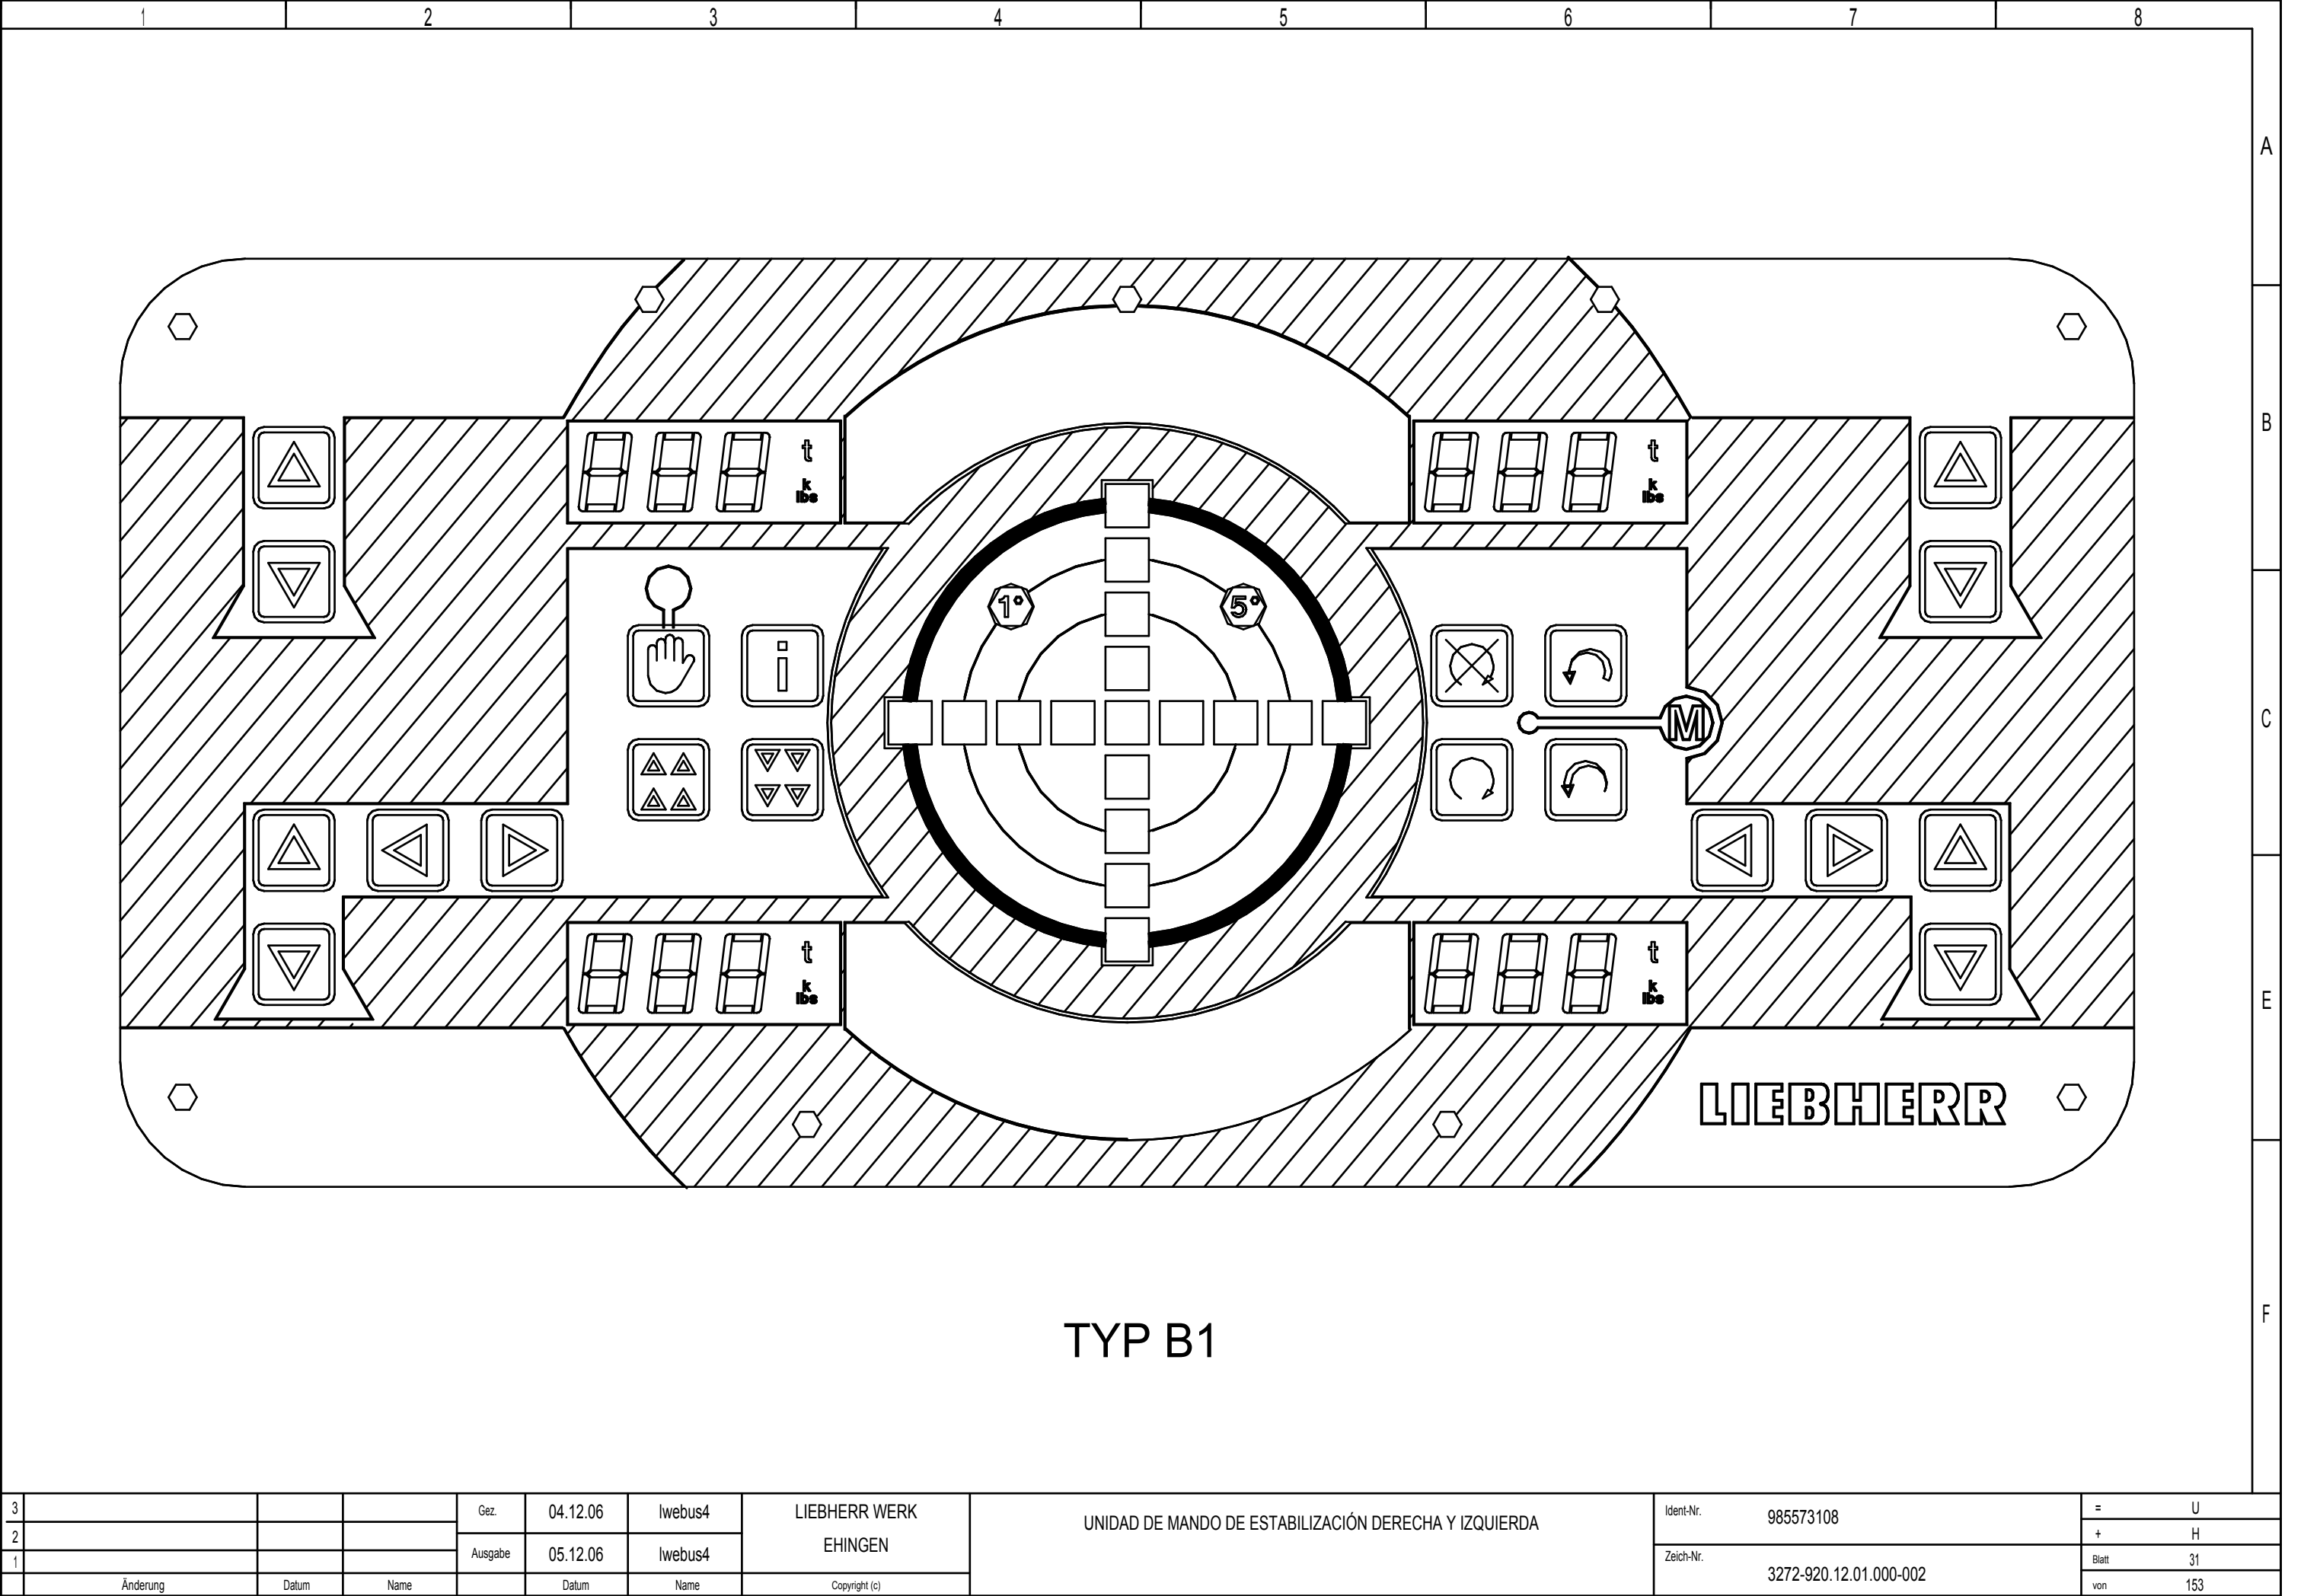 1 2 3 4 5 6 7 8
A
B
t t
k k
lbs lbs
1° 5°
i
M
C
t t
k k
lbs lbs
E
LIEBHERR
F
TYP B1
3 Gez. 04.12.06 lwebus4 LIEBHERR WERK UNIDAD DE MANDO DE ESTABILIZACIÓN DERECHA Y IZQUIERDA Ident-Nr. 985573108 = U
2 EHINGEN + H
1 Ausgabe 05.12.06 lwebus4 Zeich-Nr. 3272-920.12.01.000-002 Blatt 31
Änderung Datum Name Datum Name Copyright (c) von 153